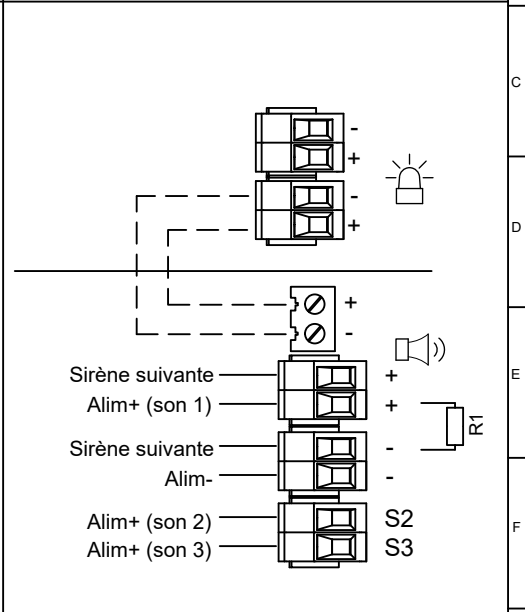 C
-
+
-
+
D
+
-
E
Sirène suivante +
Alim+ (son 1) +
R1
Sirène suivante -
Alim- -
F
Alim+ (son 2) S2
Alim+ (son 3) S3